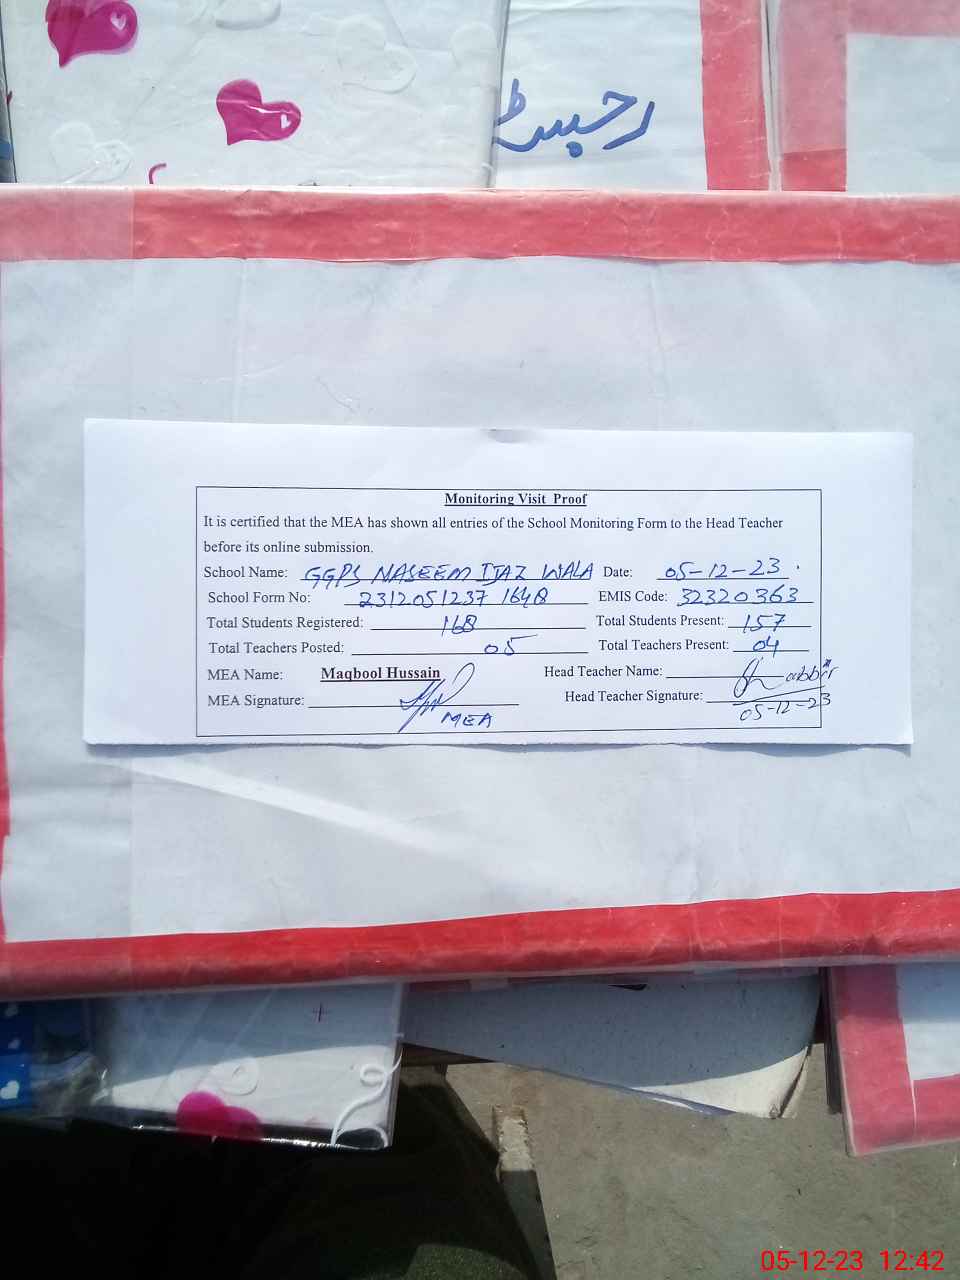 رجسٹ
Monitoring Visit Proof
It is certified that the MEA has shown all entries of the School Monitoring Form to the Head Teacher
before its online submission.
School Name: GGPS NASEEM IJAZ WALA Date: 05-12-23
School Form No: 2312051237 1648 EMIS Code: 32320363
Total Students Registered: 168 Total Students Present: 157
Total Teachers Posted: 05 Total Teachers Present: 04
MEA Name: Maqbool Hussain Head Teacher Name:
MEA Signature: Head Teacher Signature:
MEA 05-12-23
05-12-23 12:42